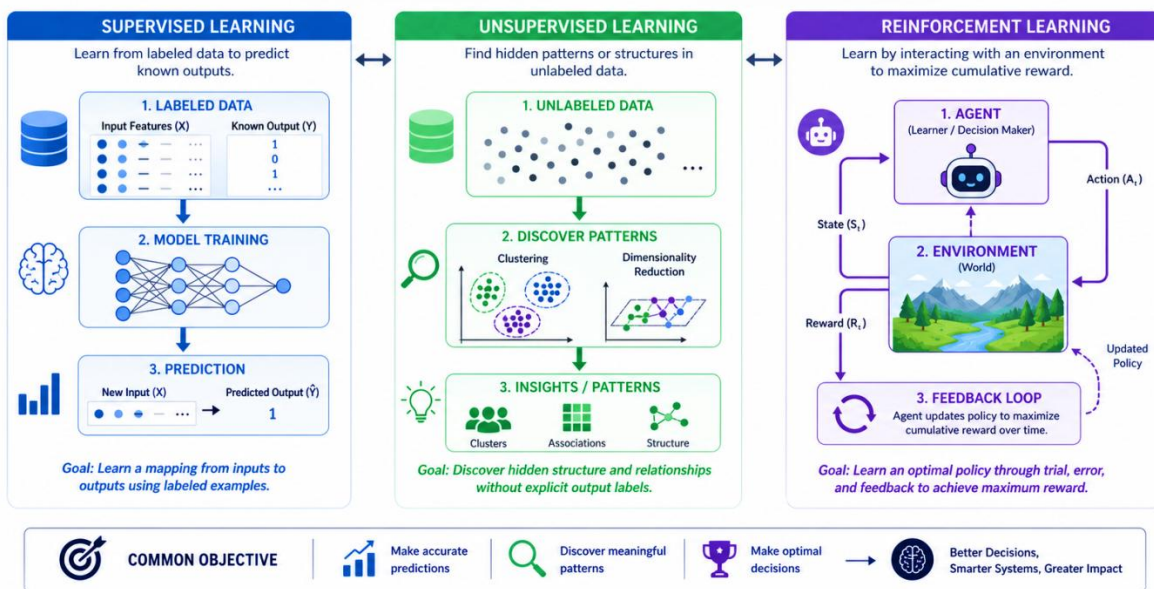 SUPERVISED LEARNING
Learn from labeled data to predict
known outputs.
1. LABELED DATA
Input Features (X)
Known Output (Y)
1
0
1
...
...
...
...
...
2. MODEL TRAINING
3. PREDICTION
New Input (X)
Predicted Output (Ŷ)
...
1
Goal: Learn a mapping from inputs to
outputs using labeled examples.
UNSUPERVISED LEARNING
Find hidden patterns or structures in
unlabeled data.
1. UNLABELED DATA
...
2. DISCOVER PATTERNS
Clustering
Dimensionality
Reduction
3. INSIGHTS / PATTERNS
Clusters
Associations
Structure
Goal: Discover hidden structure and relationships
without explicit output labels.
REINFORCEMENT LEARNING
Learn by interacting with an environment
to maximize cumulative reward.
1. AGENT
(Learner / Decision Maker)
Action (Aₜ)
State (Sₜ)
2. ENVIRONMENT
(World)
Reward (Rₜ)
Updated
Policy
3. FEEDBACK LOOP
Agent updates policy to maximize
cumulative reward over time.
Goal: Learn an optimal policy through trial, error,
and feedback to achieve maximum reward.
COMMON OBJECTIVE
Make accurate
predictions
Discover meaningful
patterns
Make optimal
decisions
Better Decisions,
Smarter Systems, Greater Impact